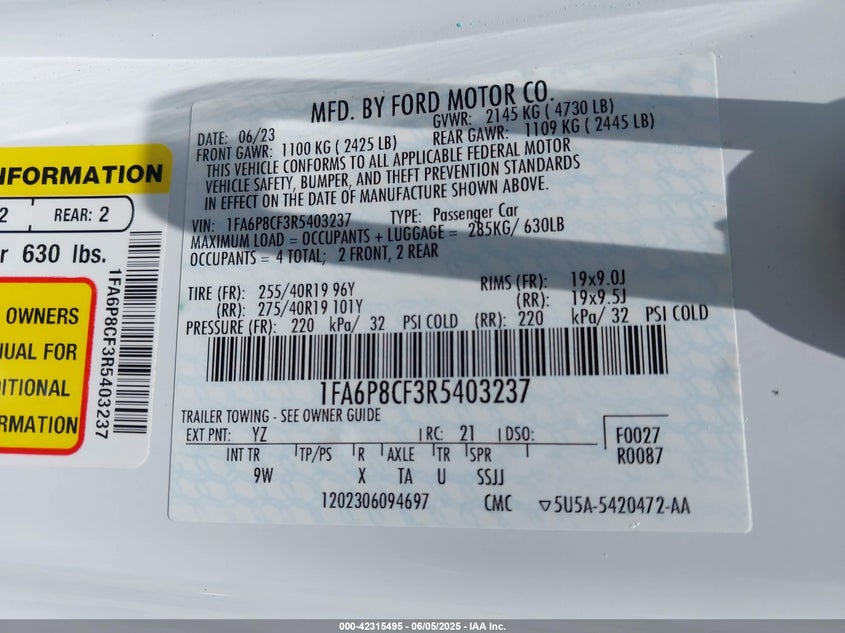 MFD. BY FORD MOTOR CO.
DATE: 06/23
GVWR: 2145 KG ( 4730 LB)
FRONT GAWR: 1100 KG ( 2425 LB)
REAR GAWR: 1109 KG ( 2445 LB)
THIS VEHICLE CONFORMS TO ALL APPLICABLE FEDERAL MOTOR
VEHICLE SAFETY, BUMPER, AND THEFT PREVENTION STANDARDS
IN EFFECT ON THE DATE OF MANUFACTURE SHOWN ABOVE.
VIN: 1FA6P8CF3R5403237 TYPE: Passenger Car
MAXIMUM LOAD = OCCUPANTS + LUGGAGE = 285KG/ 630LB
OCCUPANTS = 4 TOTAL; 2 FRONT, 2 REAR
TIRE (FR): 255/40R19 96Y RIMS (FR): 19x9.0J
(RR): 275/40R19 101Y (RR): 19x9.5J
PRESSURE (FR): 220 kPa/ 32 PSI COLD (RR): 220 kPa/ 32 PSI COLD
1FA6P8CF3R5403237
TRAILER TOWING - SEE OWNER GUIDE
EXT PNT: YZ RC: 21 DSO: F0027
R0087
INT TR TP/PS R AXLE TR SPR
9W X TA U SSJJ
1202306094697 CMC ▽5U5A-5420472-AA
NFORMATION
2 REAR: 2
r 630 lbs.
OWNERS
NUAL FOR
DITIONAL
RMATION
1FA6P8CF3R5403237
000-42315495 - 06/05/2025 - IAA Inc.